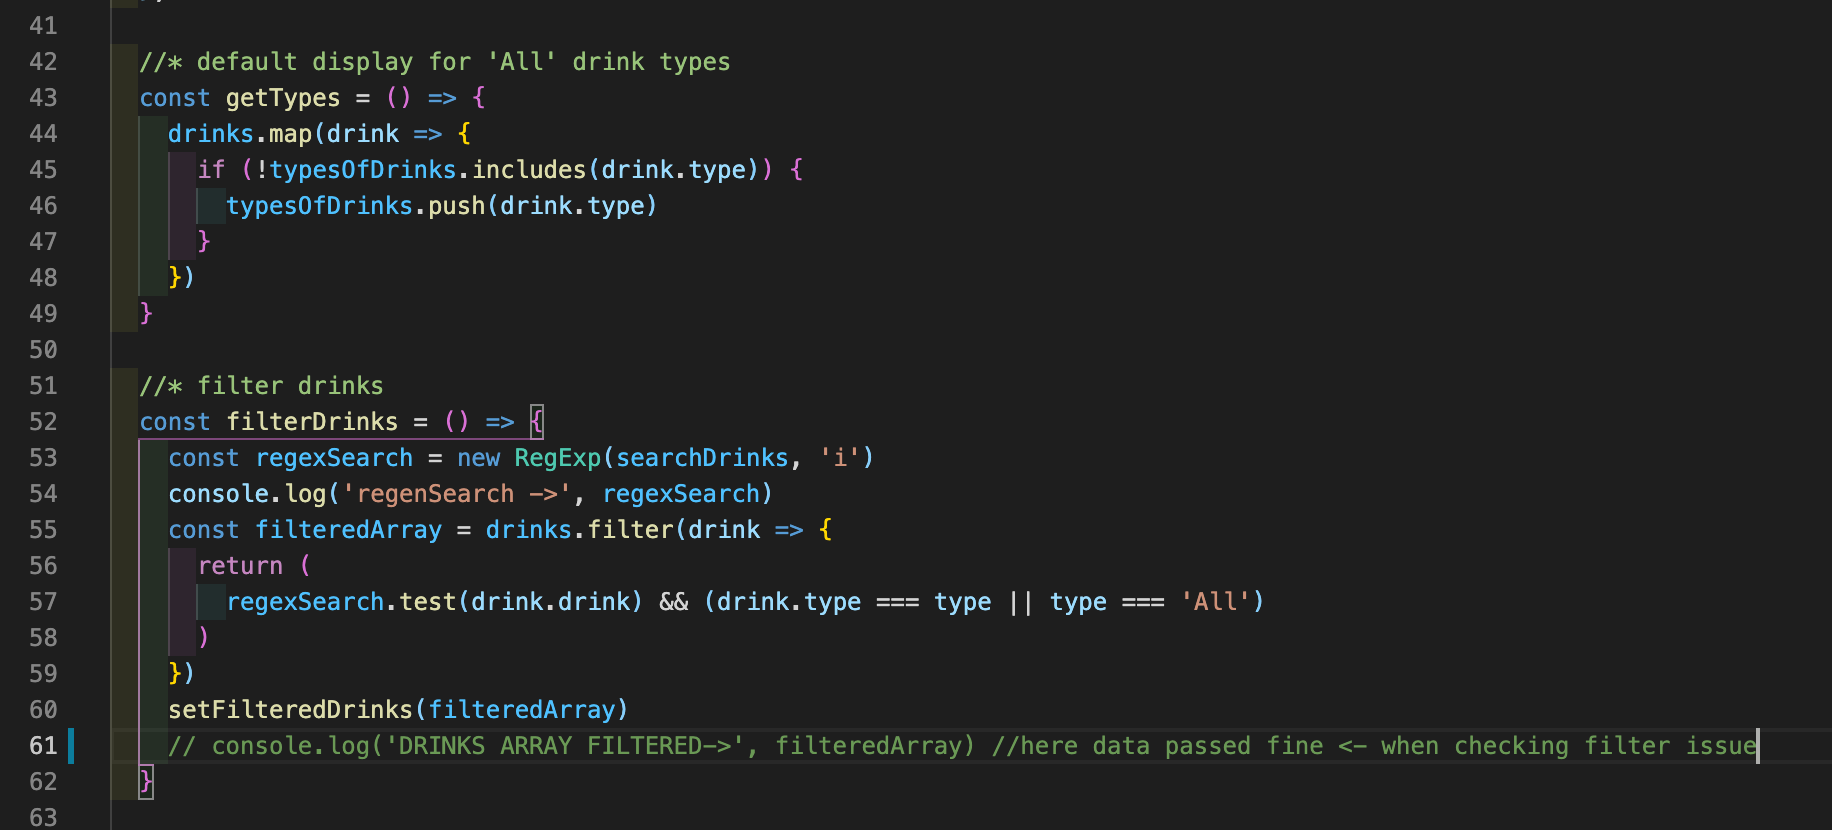 41
42 //* default display for 'All' drink types
43 const getTypes = () => {
44 drinks.map(drink => {
45 if (!typesOfDrinks.includes(drink.type)) {
46 typesOfDrinks.push(drink.type)
47 }
48 })
49 }
50
51 //* filter drinks
52 const filterDrinks = () => {
53 const regexSearch = new RegExp(searchDrinks, 'i')
54 console.log('regenSearch ->', regexSearch)
55 const filteredArray = drinks.filter(drink => {
56 return (
57 regexSearch.test(drink.drink) && (drink.type === type || type === 'All')
58 )
59 })
60 setFilteredDrinks(filteredArray)
61 // console.log('DRINKS ARRAY FILTERED->', filteredArray) //here data passed fine <- when checking filter issue
62 }
63